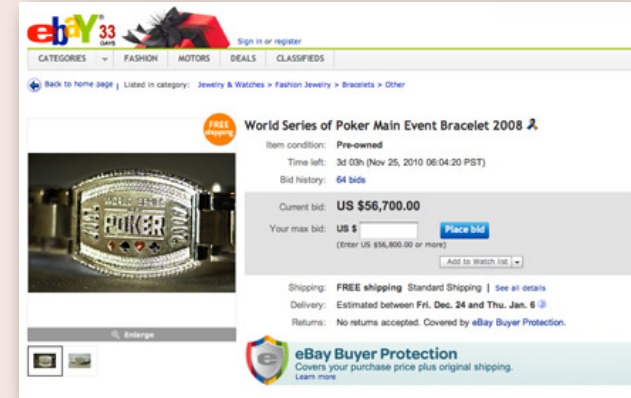 ebaY 33 DAYS
Sign in or register
CATEGORIES FASHION MOTORS DEALS CLASSIFIEDS
Back to home page | Listed in category: Jewelry & Watches > Fashion Jewelry > Bracelets > Other
FREE shipping
World Series of Poker Main Event Bracelet 2008
Item condition: Pre-owned
Time left: 3d 03h (Nov 25, 2010 06:04:20 PST)
Bid history: 64 bids
Current bid: US $56,700.00
Your max bid: US $ Place bid
(Enter US $56,800.00 or more)
Add to Watch list
WORLD SERIES
OF
POKER
Shipping: FREE shipping Standard Shipping | See all details
Delivery: Estimated between Fri. Dec. 24 and Thu. Jan. 6
Returns: No returns accepted. Covered by eBay Buyer Protection.
Enlarge
eBay Buyer Protection
Covers your purchase price plus original shipping.
Learn more